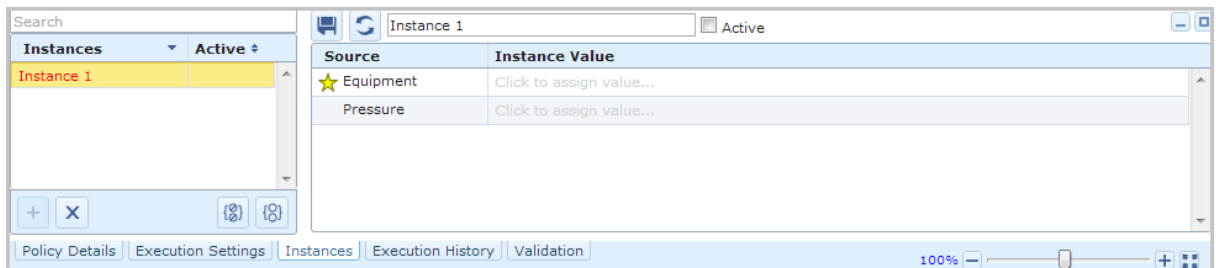 Search
Instances Active
Instance 1
Instance 1
Active
Source Instance Value
Equipment Click to assign value...
Pressure Click to assign value...
Policy Details Execution Settings Instances Execution History Validation
100%